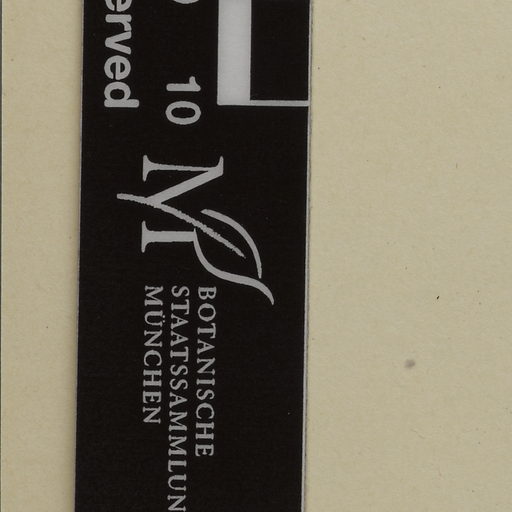 erved
10
BOTANISCHE
STAATSSAMMLUN
MÜNCHEN